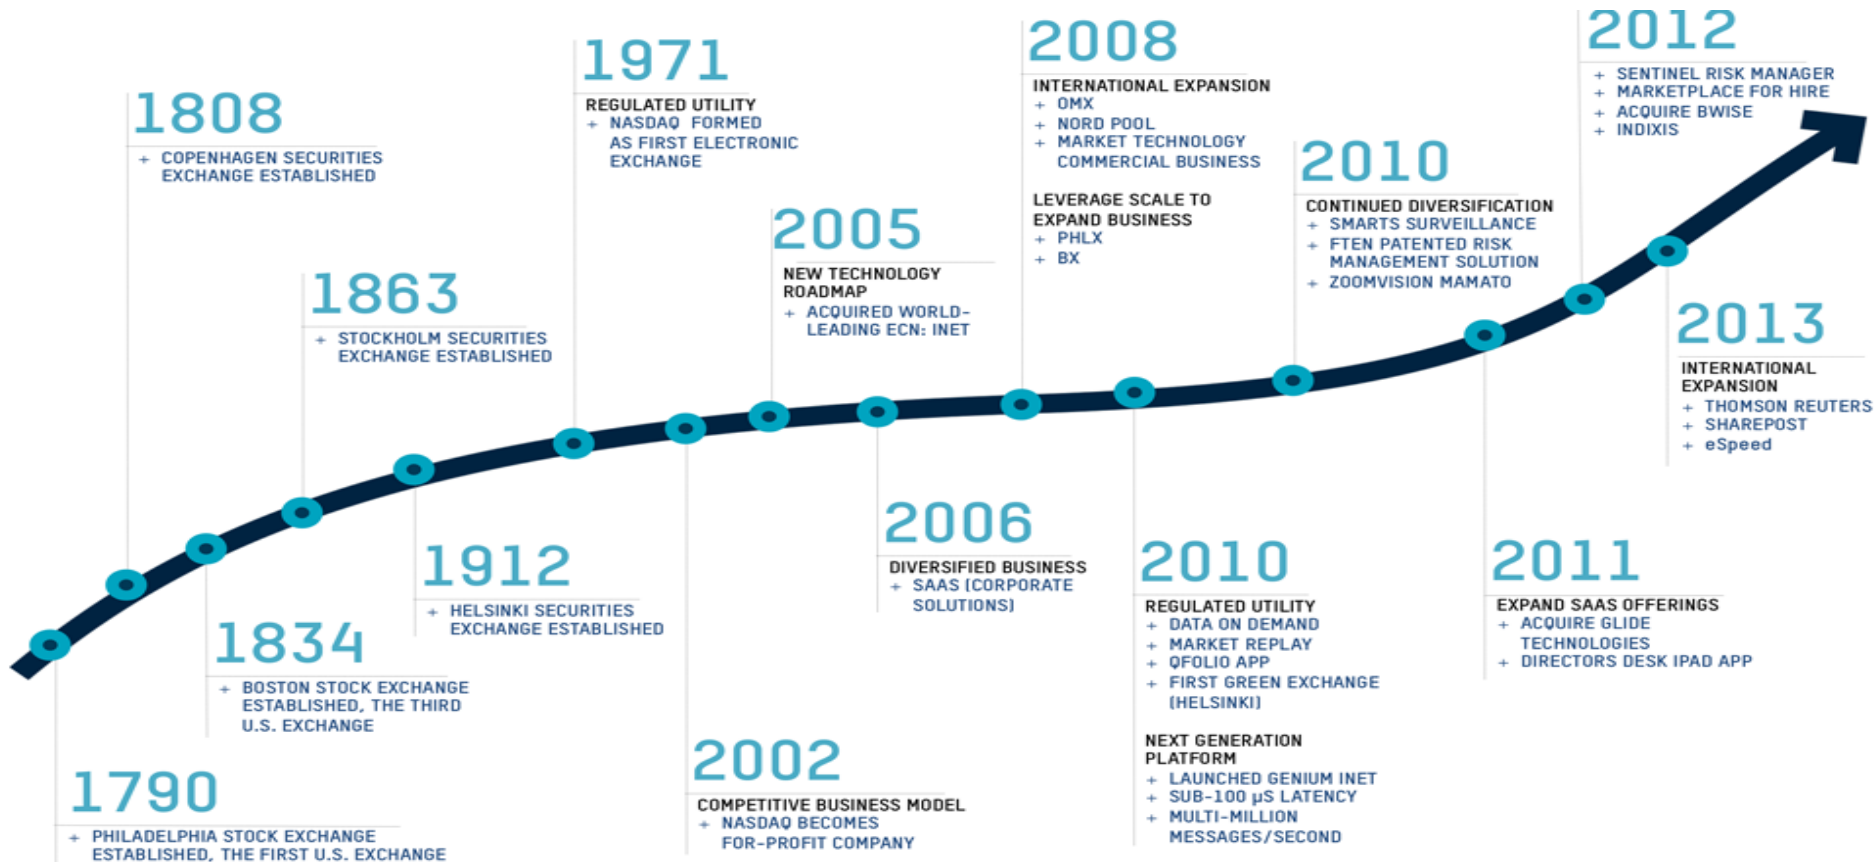 1790
+ PHILADELPHIA STOCK EXCHANGE
ESTABLISHED, THE FIRST U.S. EXCHANGE
1808
+ COPENHAGEN SECURITIES
EXCHANGE ESTABLISHED
1834
+ BOSTON STOCK EXCHANGE
ESTABLISHED, THE THIRD
U.S. EXCHANGE
1863
+ STOCKHOLM SECURITIES
EXCHANGE ESTABLISHED
1912
+ HELSINKI SECURITIES
EXCHANGE ESTABLISHED
1971
REGULATED UTILITY
+ NASDAQ FORMED
AS FIRST ELECTRONIC
EXCHANGE
2002
COMPETITIVE BUSINESS MODEL
+ NASDAQ BECOMES
FOR-PROFIT COMPANY
2005
NEW TECHNOLOGY
ROADMAP
+ ACQUIRED WORLD-
LEADING ECN: INET
2006
DIVERSIFIED BUSINESS
+ SAAS (CORPORATE
SOLUTIONS)
2008
INTERNATIONAL EXPANSION
+ OMX
+ NORD POOL
+ MARKET TECHNOLOGY
COMMERCIAL BUSINESS
LEVERAGE SCALE TO
EXPAND BUSINESS
+ PHLX
+ BX
2010
REGULATED UTILITY
+ DATA ON DEMAND
+ MARKET REPLAY
+ QFOLIO APP
+ FIRST GREEN EXCHANGE
(HELSINKI)
NEXT GENERATION
PLATFORM
+ LAUNCHED GENIUM INET
+ SUB-100 µS LATENCY
+ MULTI-MILLION
MESSAGES/SECOND
2010
CONTINUED DIVERSIFICATION
+ SMARTS SURVEILLANCE
+ FTEN PATENTED RISK
MANAGEMENT SOLUTION
+ ZOOMVISION MAMATO
2011
EXPAND SAAS OFFERINGS
+ ACQUIRE GLIDE
TECHNOLOGIES
+ DIRECTORS DESK IPAD APP
2012
+ SENTINEL RISK MANAGER
+ MARKETPLACE FOR HIRE
+ ACQUIRE BWISE
+ INDIXIS
2013
INTERNATIONAL
EXPANSION
+ THOMSON REUTERS
+ SHAREPOST
+ eSpeed